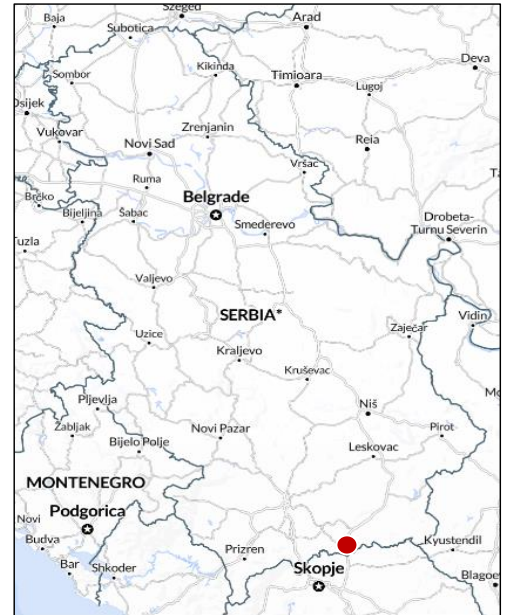 Szeged
Baja
Arad
Subotica
Deva
Sombor
Kikinda
Timioara
Lugoj
Osijek
Vukovar
Zrenjanin
Reia
Novi Sad
Vršac
Ruma
Brčko
Belgrade
Bijeljina
Šabac
Smederevo
Drobeta-
Turnu Severin
Tuzla
Valjevo
SERBIA*
Vidin
Užice
Zaječar
Kraljevo
Kruševac
Pljevlja
Niš
Žabljak
Novi Pazar
Pirot
Bijelo Polje
Leskovac
MONTENEGRO
Podgorica
Novi
Budva
Prizren
Kyustendil
Bar
Shkoder
Skopje
Blagoe